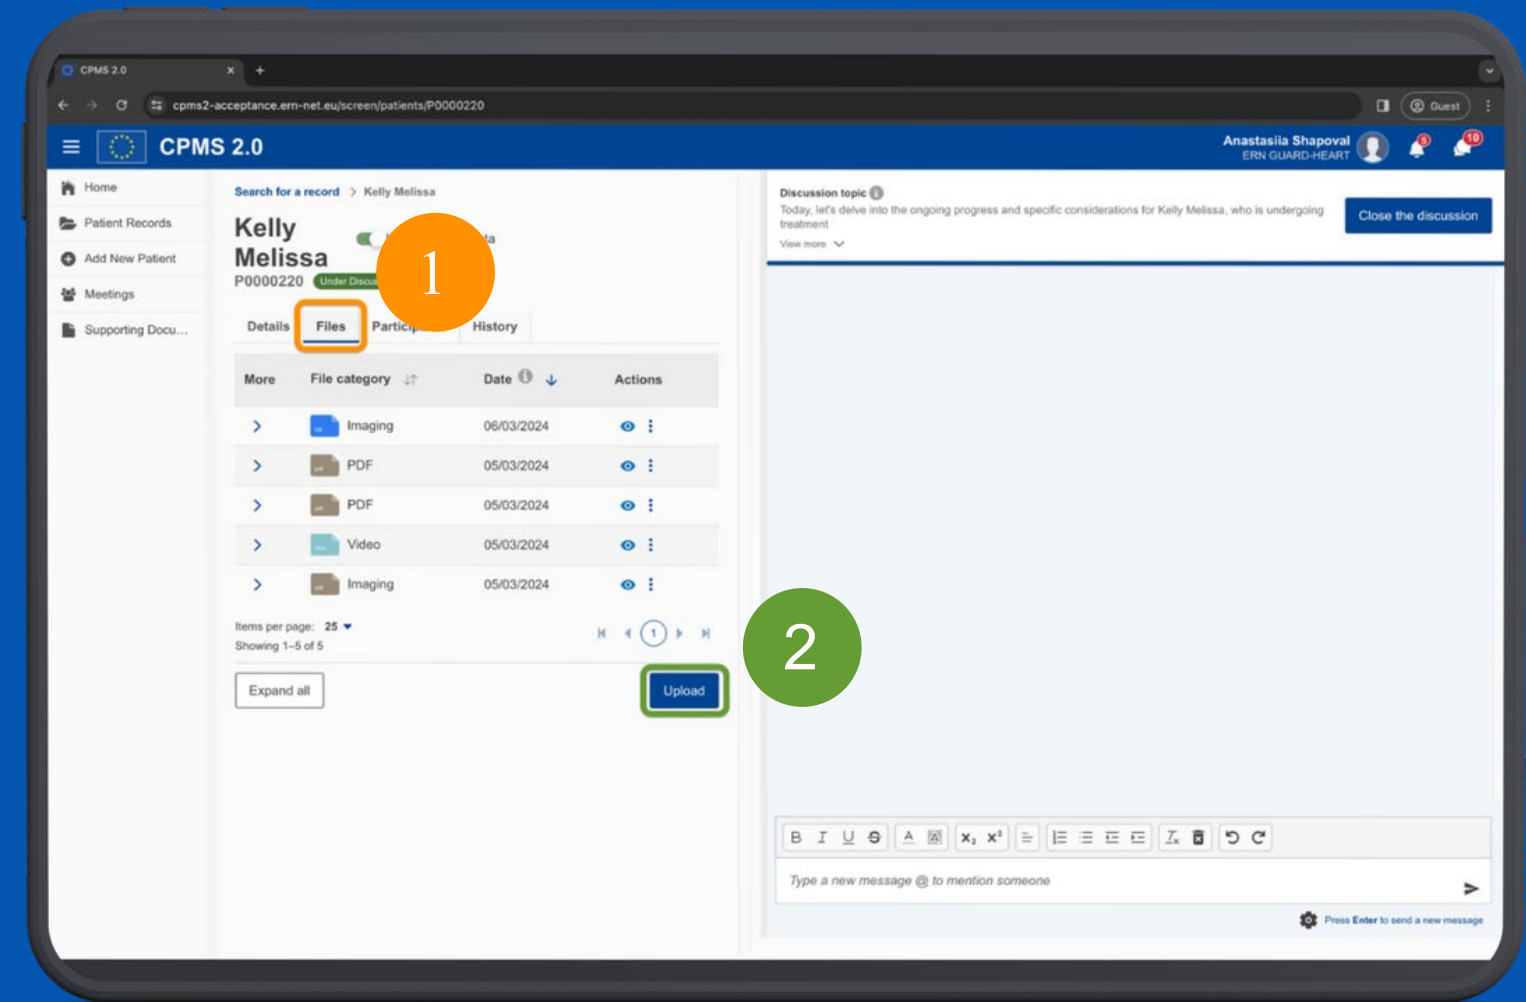 CPMS 2.0
cpms2-acceptance.ern-net.eu/screen/patients/P0000220
Guest
CPMS 2.0
Anastasiia Shapoval
ERN GUARD-HEART
5
10
Home
Patient Records
Add New Patient
Meetings
Supporting Docu...
Search for a record > Kelly Melissa
Kelly
Melissa
P0000220
Under
1
Details
Files
History
More
File category
Date
Actions
Imaging
06/03/2024
PDF
05/03/2024
PDF
05/03/2024
Video
05/03/2024
Imaging
05/03/2024
Items per page: 25
Showing 1–5 of 5
1
Expand all
Upload
2
Discussion topic
Today, let's delve into the ongoing progress and specific considerations for Kelly Melissa, who is undergoing
treatment
View more
Close the discussion
B I U S A A X₂ X²
Type a new message @ to mention someone
Press Enter to send a new message